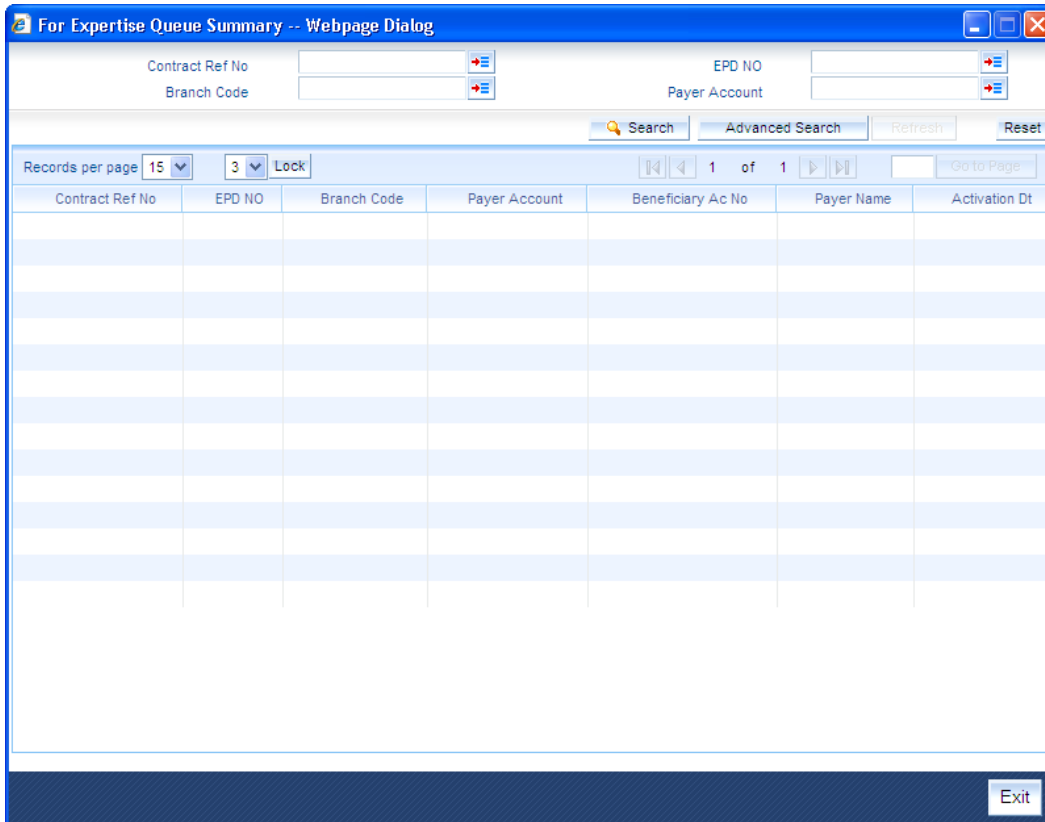 For Expertise Queue Summary -- Webpage Dialog
Contract Ref No EPD NO
Branch Code Payer Account
Search Advanced Search Refresh Reset
Records per page 15 3 Lock 1 of 1 Go to Page
Contract Ref No EPD NO Branch Code Payer Account Beneficiary Ac No Payer Name Activation Dt
Exit